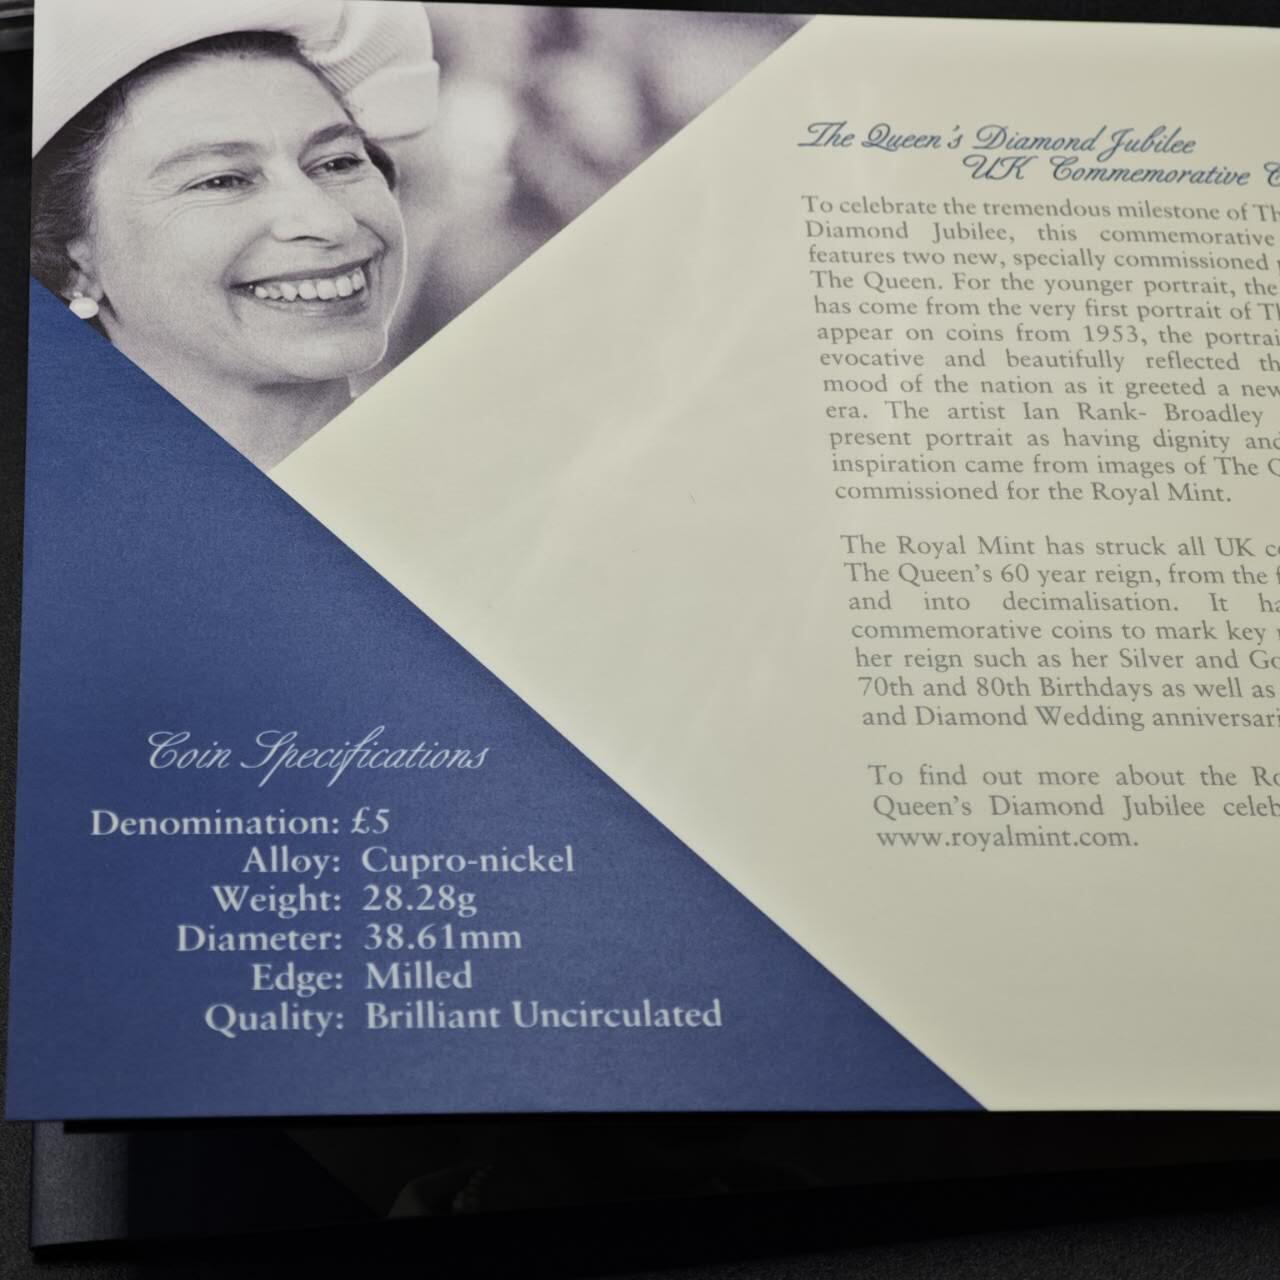 The Queen's Diamond Jubilee
UK Commemorative
To celebrate the tremendous milestone of
Diamond Jubilee, this commemorative
features two new, specially commissioned
The Queen. For the younger portrait, the
has come from the very first portrait of
appear on coins from 1953, the
evocative and beautifully reflected
mood of the nation as it greeted a new
era. The artist Ian Rank- Broadley
present portrait as having dignity and
inspiration came from images of The
commissioned for the Royal Mint.
The Royal Mint has struck all UK
The Queen's 60 year reign, from the
and into decimalisation. It
commemorative coins to mark key
her reign such as her Silver and
70th and 80th Birthdays as well as
and Diamond Wedding
To find out more about the
Queen's Diamond Jubilee
www.royalmint.com.
Coin Specifications
Denomination: £5
Alloy: Cupro-nickel
Weight: 28.28g
Diameter: 38.61mm
Edge: Milled
Quality: Brilliant Uncirculated